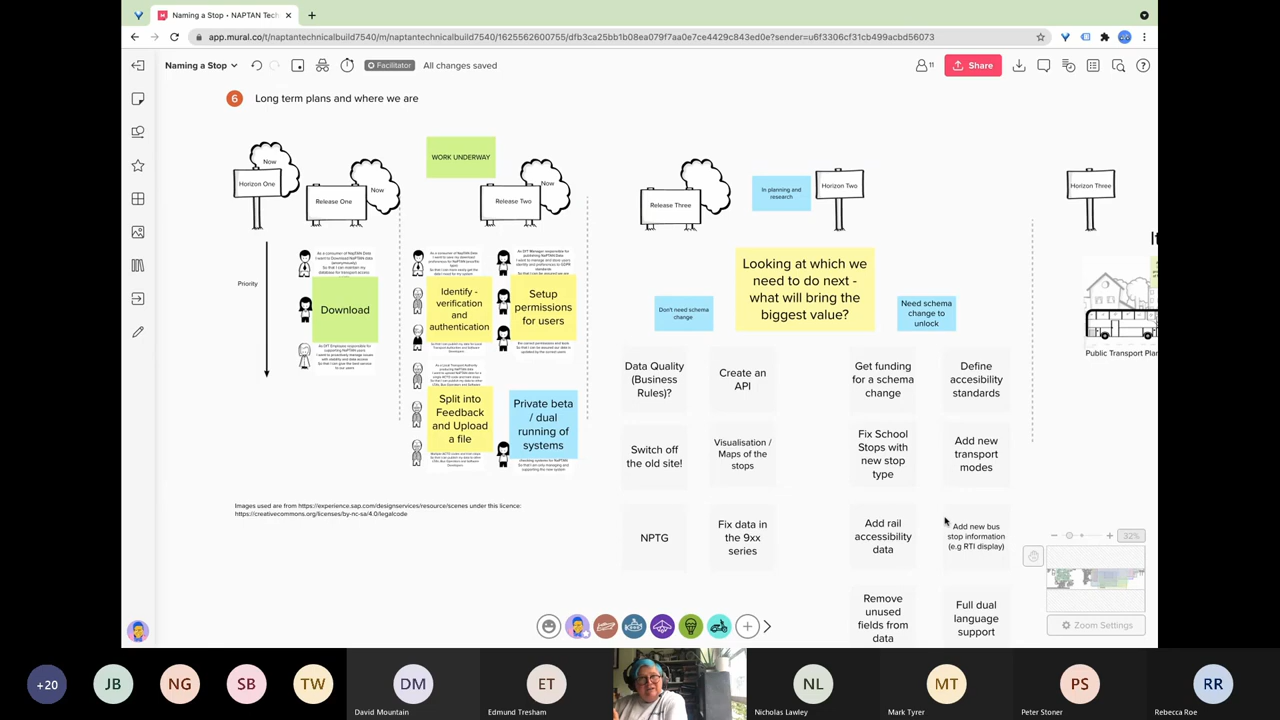 Naming a Stop • NAPTAN Tech
app.mural.co/t/naptantechnicalbuild7540/m/naptantechnicalbuild7540/1625562600755/dfb3ca25bb1b08ea079f7aa0e7ce4429c843ed0e?sender=u6f3306cf31cb499acbd56073
Naming a Stop
Facilitator
All changes saved
11
Share
6
Long term plans and where we are
Now
Horizon One
Now
Release One
WORK UNDERWAY
Now
Release Two
Release Three
In planning and
research
Horizon Two
Horizon Three
Priority
Download
Identify -
verification
and
authentication
Setup
permissions
for users
Split into
Feedback
and Upload
a file
Private beta
/ dual
running of
systems
Don't need schema
change
Looking at which we
need to do next -
what will bring the
biggest value?
Need schema
change to
unlock
Data Quality
(Business
Rules)?
Create an
API
Get funding
for a schema
change
Define
accesibility
standards
Switch off
the old site!
Visualisation /
Maps of the
stops
Fix School
Stops with
new stop
type
Add new
transport
modes
NPTG
Fix data in
the 9xx
series
Add rail
accessibility
data
Add new bus
stop information
(e.g RTI display)
Remove
unused
fields from
data
Full dual
language
support
Public Transport Plan
Images used are from https://experience.sap.com/designservices/resource/scenes under this licence:
https://creativecommons.org/licenses/by-nc-sa/4.0/legalcode
32%
Zoom Settings
+20
JB
NG
SB
TW
DM
David Mountain
ET
Edmund Tresham
NL
Nicholas Lawley
MT
Mark Tyrer
PS
Peter Stoner
RR
Rebecca Roe